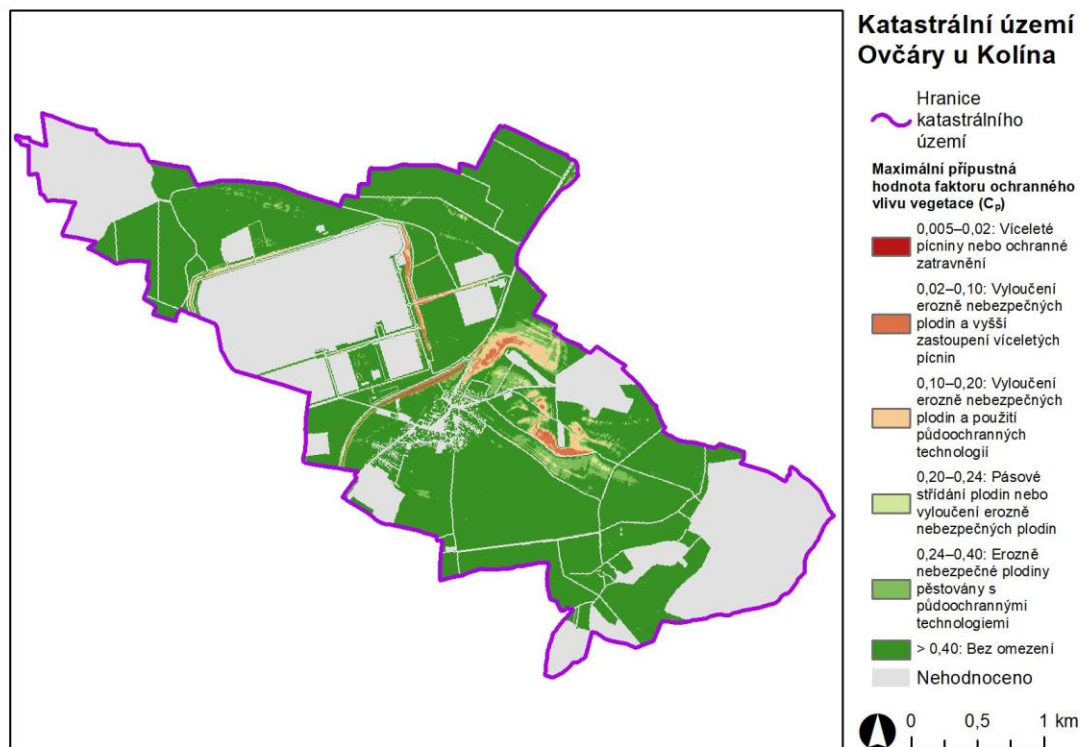 Katastrální území
Ovčáry u Kolína
Hranice
katastrálního
území
Maximální přípustná
hodnota faktoru ochranného
vlivu vegetace (Cₚ)
0,005–0,02: Víceleté
pícniny nebo ochranné
zatravnění
0,02–0,10: Vyloučení
erozně nebezpečných
plodin a vyšší
zastoupení víceletých
pícnin
0,10–0,20: Vyloučení
erozně nebezpečných
plodin a použití
půdoochranných
technologií
0,20–0,24: Pásové
střídání plodin nebo
vyloučení erozně
nebezpečných plodin
0,24–0,40: Erozně
nebezpečné plodiny
pěstovány s
půdoochrannými
technologiemi
> 0,40: Bez omezení
Nehodnoceno
0 0,5 1 km